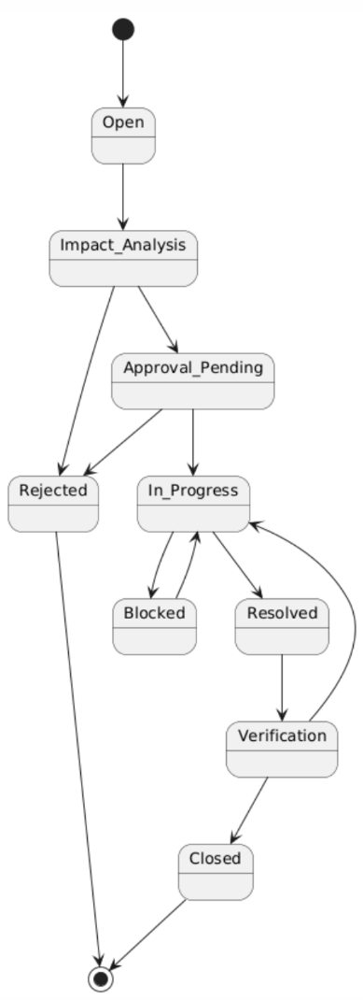 Open
Impact_Analysis
Approval_Pending
Rejected
In_Progress
Blocked
Resolved
Verification
Closed